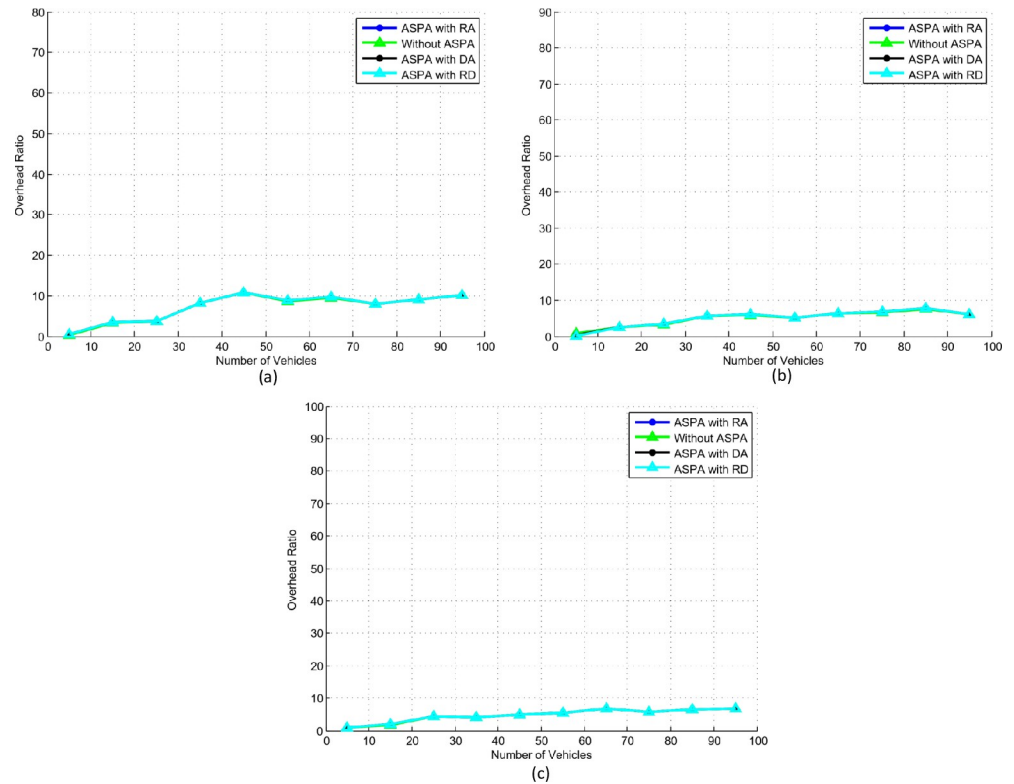 80
70
60
50
40
30
20
10
0
Overhead Ratio
ASPA with RA
Without ASPA
ASPA with DA
ASPA with RD
0 10 20 30 40 50 60 70 80 90 100
Number of Vehicles
(a)
90
80
70
60
50
40
30
20
10
0
Overhead Ratio
ASPA with RA
Without ASPA
ASPA with DA
ASPA with RD
0 10 20 30 40 50 60 70 80 90 100
Number of Vehicles
(b)
100
90
80
70
60
50
40
30
20
10
0
Overhead Ratio
ASPA with RA
Without ASPA
ASPA with DA
ASPA with RD
0 10 20 30 40 50 60 70 80 90 100
Number of Vehicles
(c)